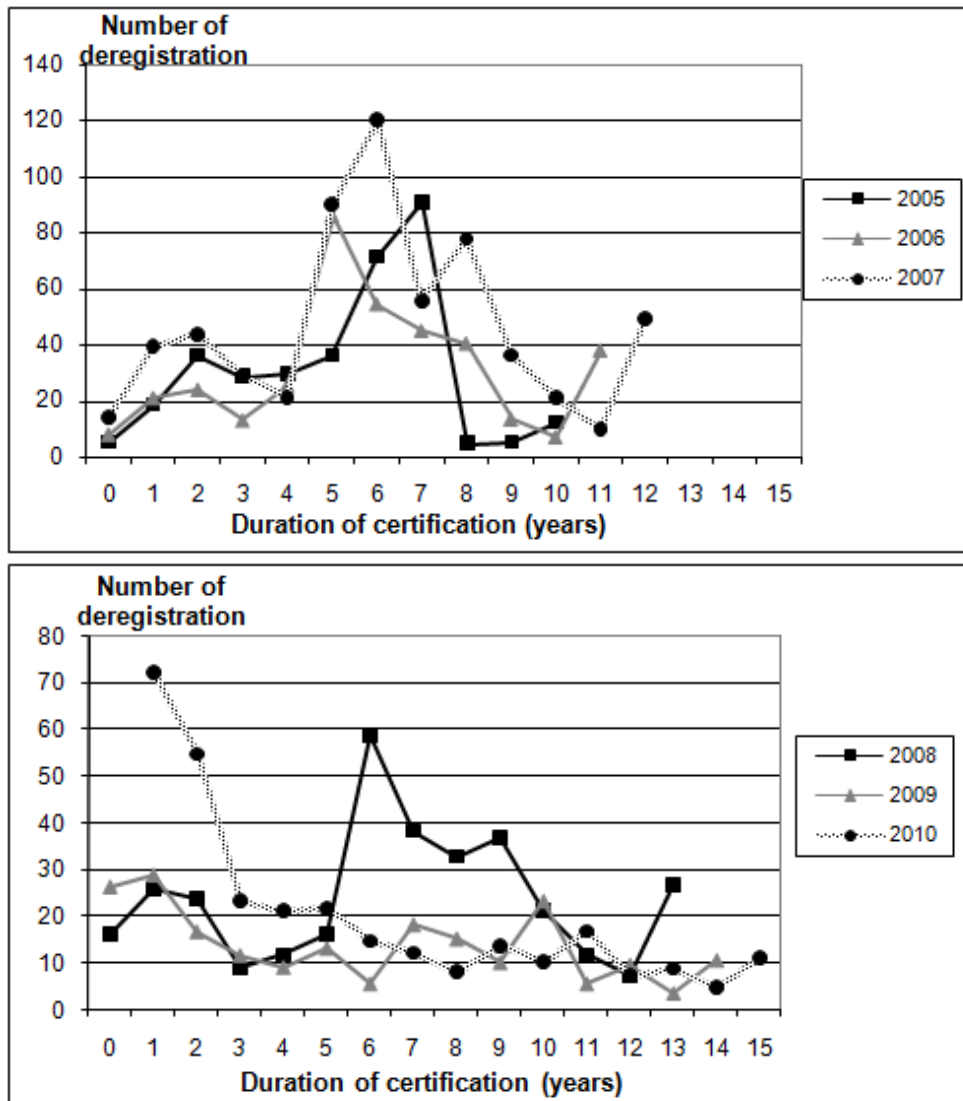 Number of
deregistration
140
120
100
80
60
40
20
0
0 1 2 3 4 5 6 7 8 9 10 11 12 13 14 15
Duration of certification (years)
2005
2006
2007
Number of
deregistration
80
70
60
50
40
30
20
10
0
0 1 2 3 4 5 6 7 8 9 10 11 12 13 14 15
Duration of certification (years)
2008
2009
2010